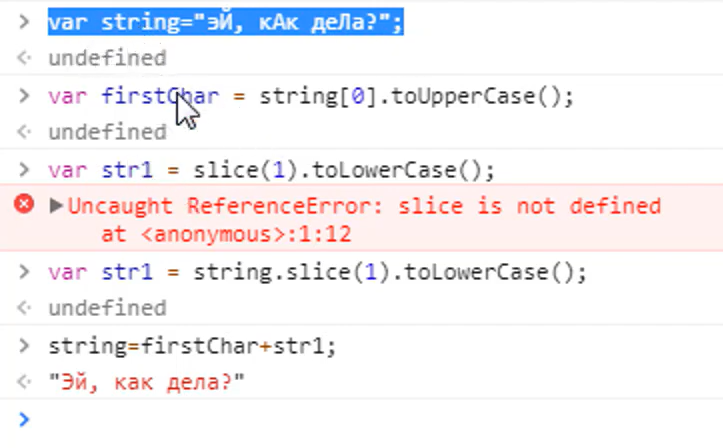 var string="эЙ, кАк деЛа?";
undefined
var firstChar = string[0].toUpperCase();
undefined
var str1 = slice(1).toLowerCase();
Uncaught ReferenceError: slice is not defined
at <anonymous>:1:12
var str1 = string.slice(1).toLowerCase();
undefined
string=firstChar+str1;
"Эй, как дела?"